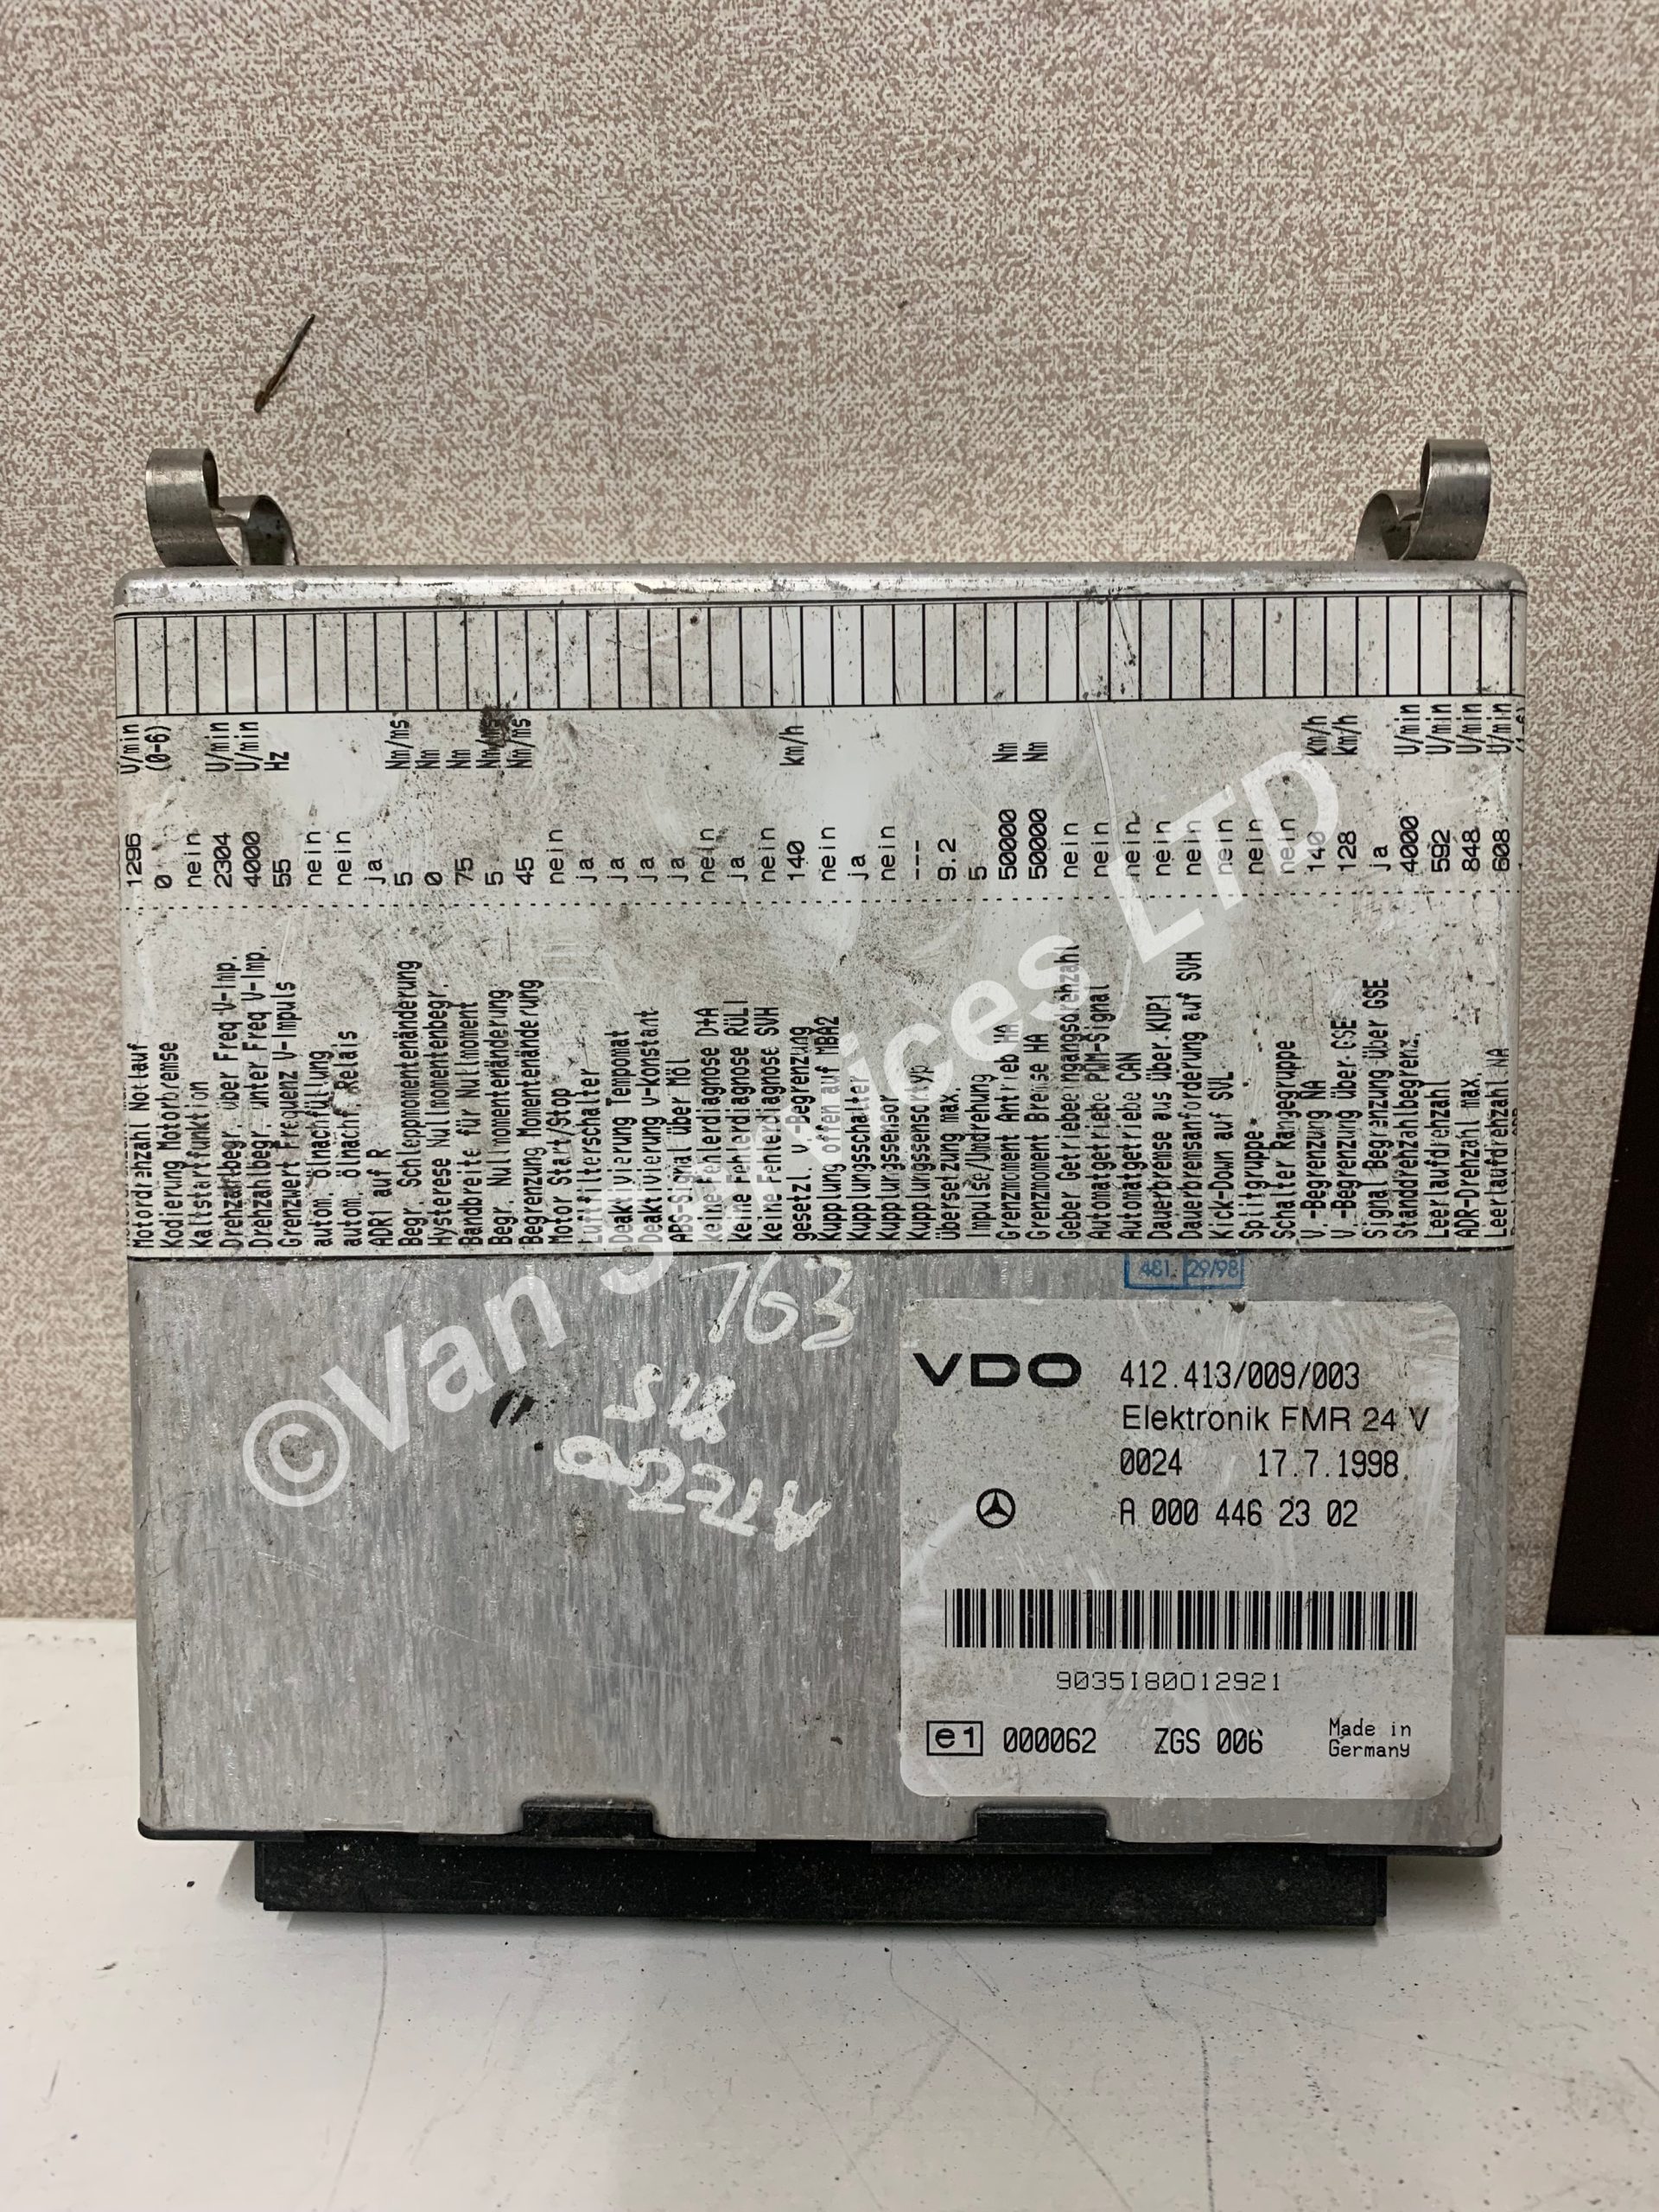 Motordrehzahl Notlauf 1296 U/min
Kodierung Motorbremse 0 (0-6)
Kaltstartfunktion nein
Drehzahlbegr. über Freq V-Imp. 2304 U/min
Drehzahlbegr. unter Freq V-Imp. 4000 U/min
Grenzwert Frequenz V-Impuls 55 Hz
autom. Ölnachfüllung nein
autom. Ölnachf. Relais nein
ADR1 auf R ja
Begr. Schleppmomentenänderung 5 Nm/ms
Hysterese Nullmomentenbegr. 0 Nm
Bandbreite für Nullmoment 75 Nm
Begr. Nullmomentenänderung 5 Nm/ms
Begrenzung Momentenänderung 45 Nm/ms
Motor Start/Stop nein
Luftfilterschalter ja
Deaktivierung Tempomat ja
Deaktivierung v-konstant ja
ABS-Signal über Möl ja
keine Fehlerdiagnose D+A nein
keine Fehlerdiagnose RÜL1 ja
keine Fehlerdiagnose SVH nein
gesetzl. V-Begrenzung 140 km/h
Kupplung offen auf MBA2 nein
Kupplungsschalter ja
Kupplungssensor nein
Kupplungssensortyp ---
Übersetzung max. 9.2
Impulse/Umdrehung 5
Grenzmoment Antrieb HA 50000 Nm
Grenzmoment Bremse HA 50000 Nm
Geber Getriebeeingangsdrehzahl nein
Automatgetriebe PWM-Signal nein
Automatgetriebe CAN nein
Dauerbremse aus über KUP1 nein
Dauerbremsanforderung auf SVH nein
Kick-Down auf SVL nein
Splitgruppe nein
Schalter Rangegruppe nein
V.-Begrenzung NA 140 km/h
V.-Begrenzung über GSE 128 km/h
Signal Begrenzung über GSE ja
Standdrehzahlbegrenz. 4000 U/min
Leerlaufdrehzahl 592 U/min
ADR-Drehzahl max. 848 U/min
Leerlaufdrehzahl NA 608 U/min
©Van Services LTD
481. 29/98
763
ATEGO
VDO 412.413/009/003
Elektronik FMR 24 V
0024 17.7.1998
A 000 446 23 02
9035180012921
e1 000062 ZGS 006 Made in
Germany